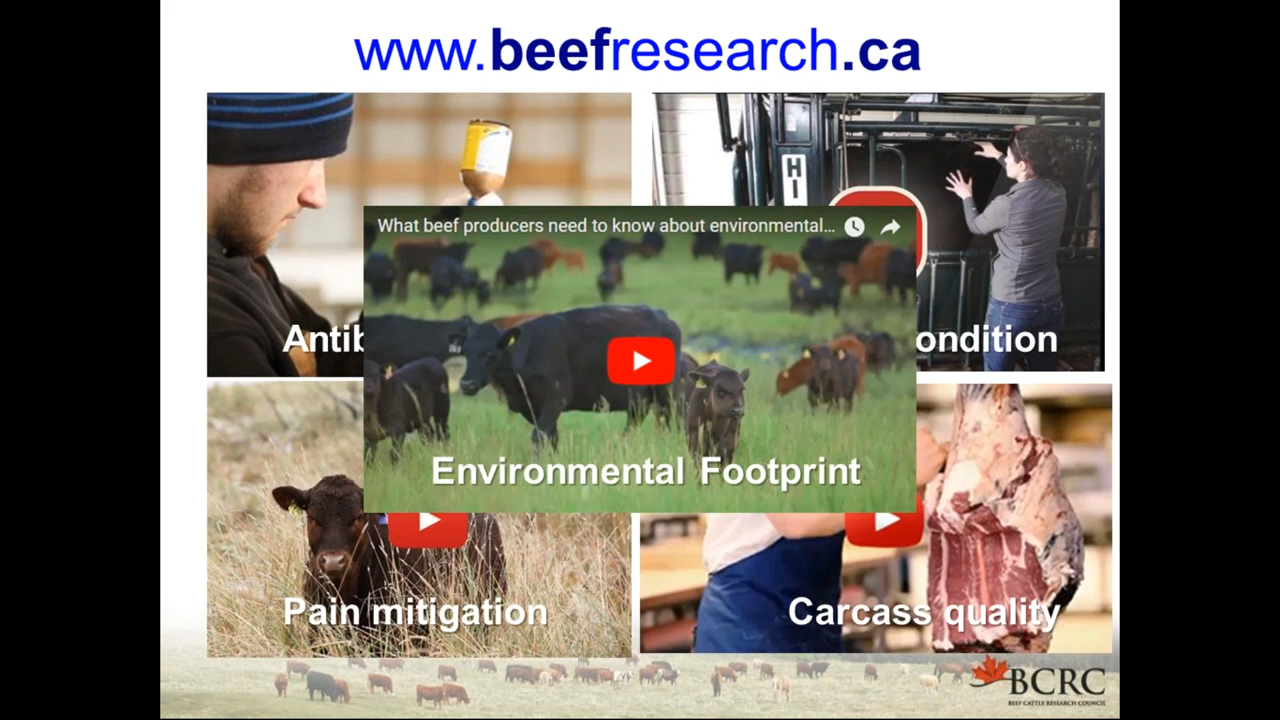 www.beefresearch.ca
HI
What beef producers need to know about environmental...
Antib
ondition
Environmental Footprint
Pain mitigation
Carcass quality
BCRC
BEEF CATTLE RESEARCH COUNCIL